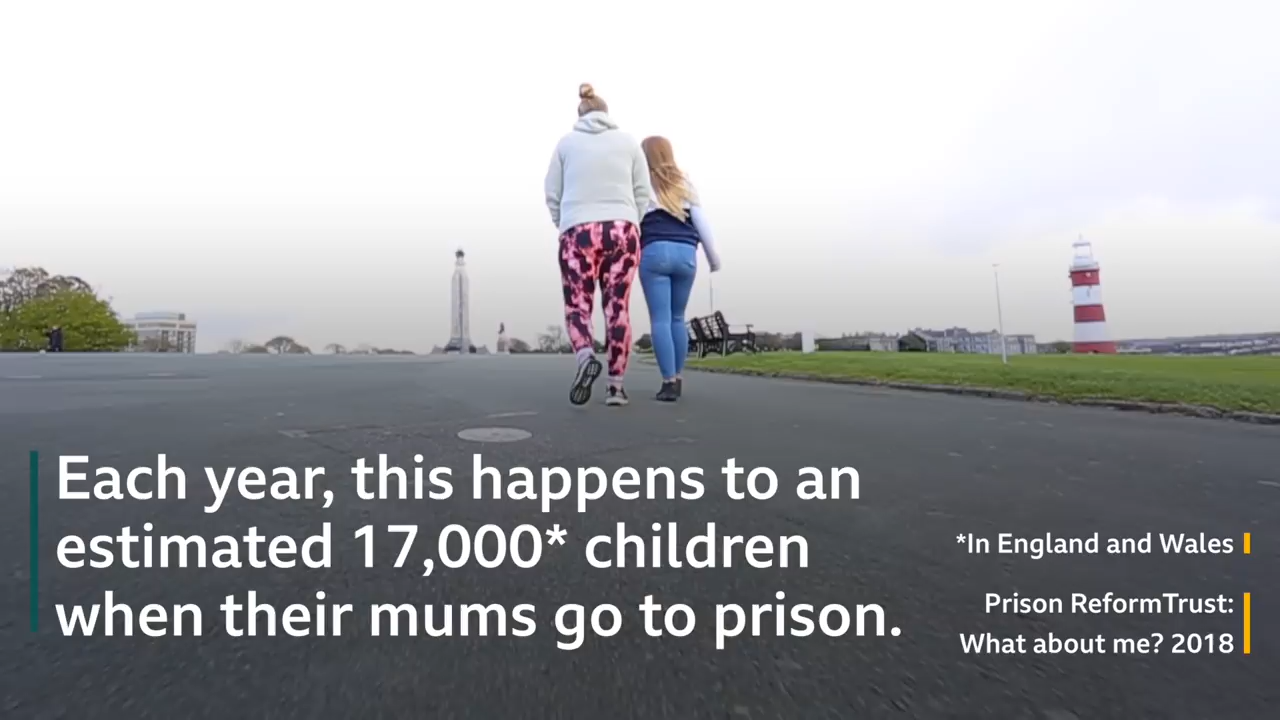 Each year, this happens to an
estimated 17,000* children
when their mums go to prison.
*In England and Wales
Prison ReformTrust:
What about me? 2018